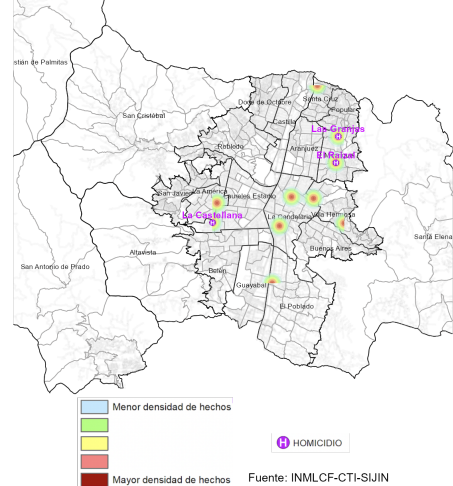 stián de Palmitas
Santa Cruz
Doce de Octubre
Popular
San Cristóbal
Castilla
Las Granjas
Robledo
Aranjuez
El Raizal
San Javier
La América
Laureles Estadio
La Candelaria
Villa Hermosa
La Castellana
Santa Elena
Buenos Aires
Altavista
San Antonio de Prado
Belén
Guayabal
El Poblado
Menor densidad de hechos
H HOMICIDIO
Mayor densidad de hechos
Fuente: INMLCF-CTI-SIJIN